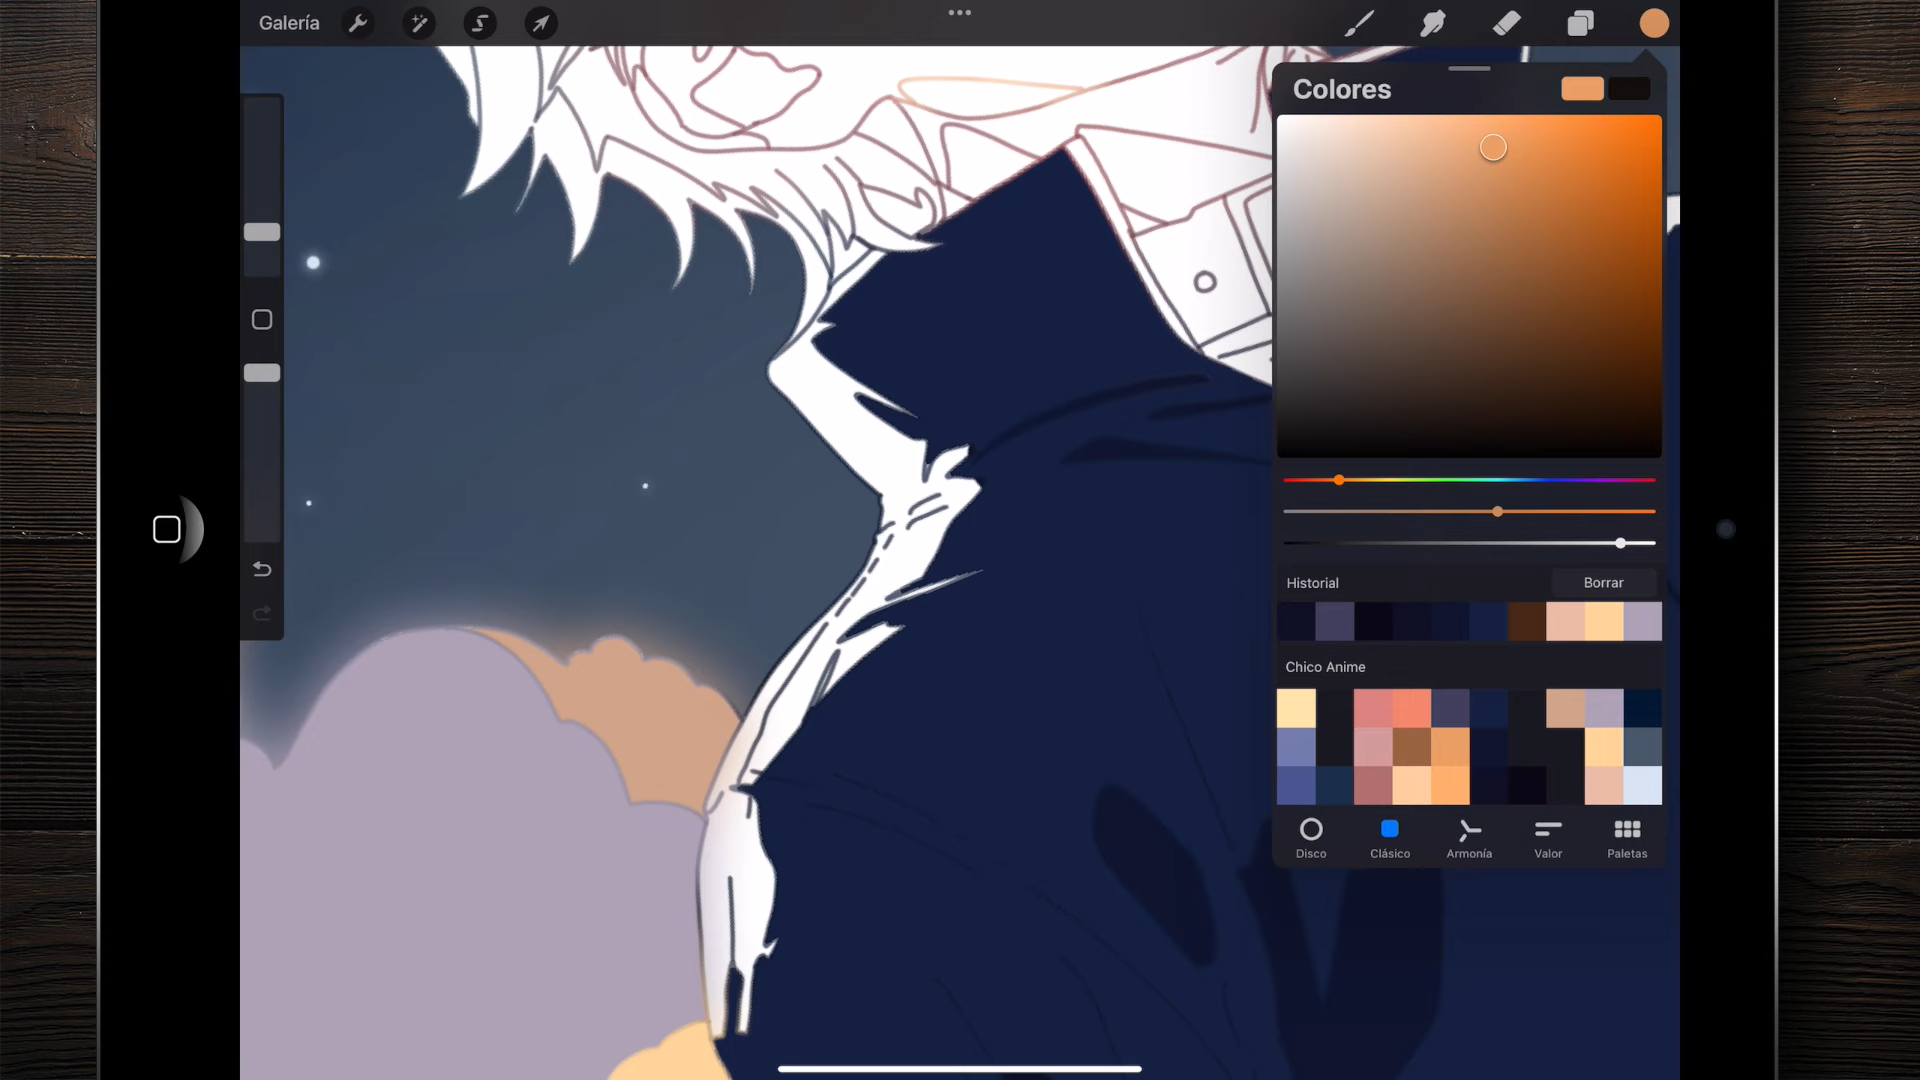 Galería
Colores
Historial
Borrar
Chico Anime
Disco
Clásico
Armonía
Valor
Paletas